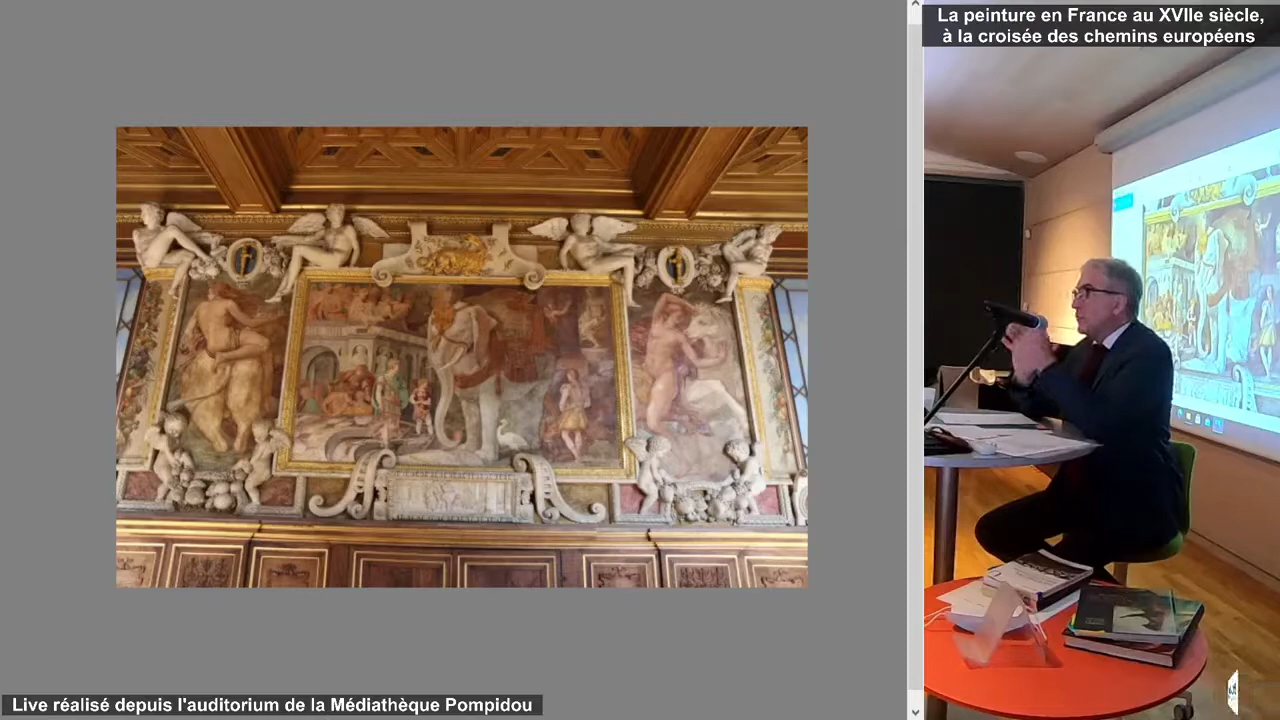 La peinture en France au XVIIe siècle,
à la croisée des chemins européens
Live réalisé depuis l'auditorium de la Médiathèque Pompidou